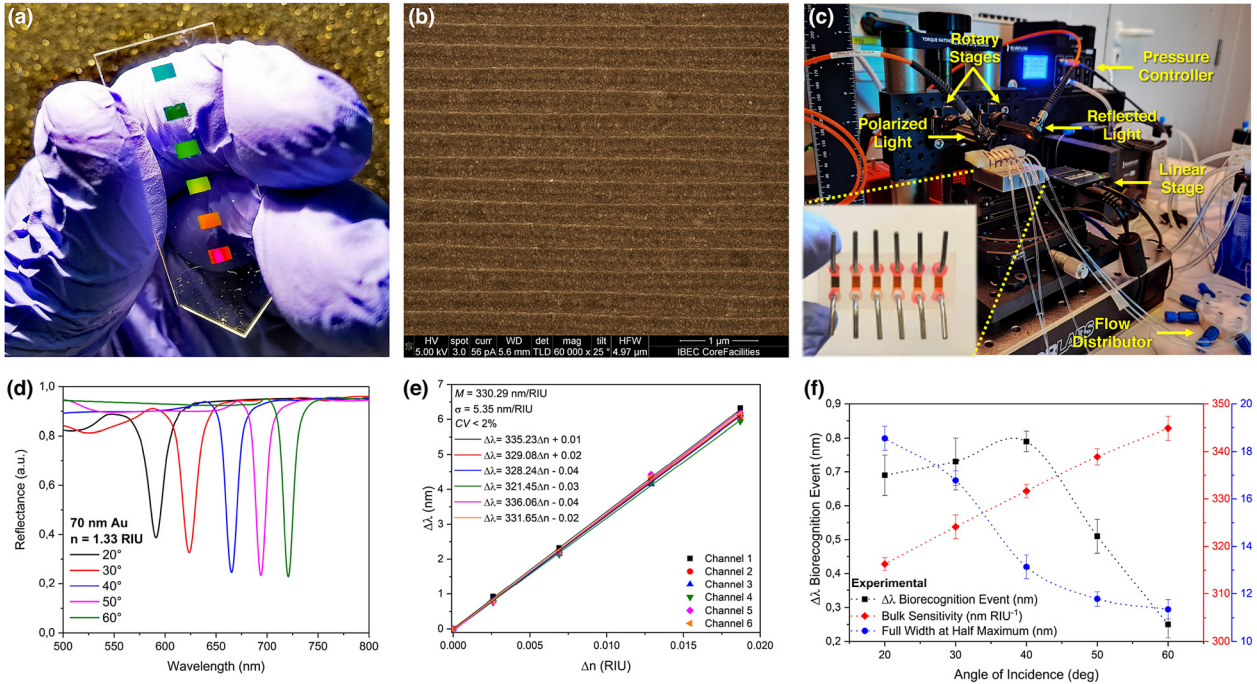 (a)
(b)
HV spot curr WD det mag tilt HFW
5.00 kV 3.0 56 pA 5.6 mm TLD 60 000 x 25 ° 4.97 µm
1 µm
IBEC CoreFacilities
(c)
TORQUE RATING
Rotary
Stages
Pressure
Controller
Polarized
Light
Reflected
Light
Linear
Stage
Flow
Distributor
(d)
Reflectance (a.u.)
1,0
0,8
0,6
0,4
0,2
0,0
70 nm Au
n = 1.33 RIU
20°
30°
40°
50°
60°
500 550 600 650 700 750 800
Wavelength (nm)
(e)
Δλ (nm)
7
6
5
4
3
2
1
0
M = 330.29 nm/RIU
σ = 5.35 nm/RIU
CV < 2%
Δλ= 335.23Δn + 0.01
Δλ= 329.08Δn + 0.02
Δλ= 328.24Δn - 0.04
Δλ= 321.45Δn - 0.03
Δλ= 336.06Δn - 0.04
Δλ= 331.65Δn - 0.02
Channel 1
Channel 2
Channel 3
Channel 4
Channel 5
Channel 6
0.000 0.005 0.010 0.015 0.020
Δn (RIU)
(f)
Δλ Biorecognition Event (nm)
0,9
0,8
0,7
0,6
0,5
0,4
0,3
0,2
Experimental
Δλ Biorecognition Event (nm)
Bulk Sensitivity (nm RIU⁻¹)
Full Width at Half Maximum (nm)
20 30 40 50 60
Angle of Incidence (deg)
350
345
340
335
330
325
320
315
310
305
20
18
16
14
12
10